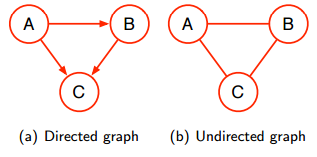 A B A B
C C
(a) Directed graph (b) Undirected graph